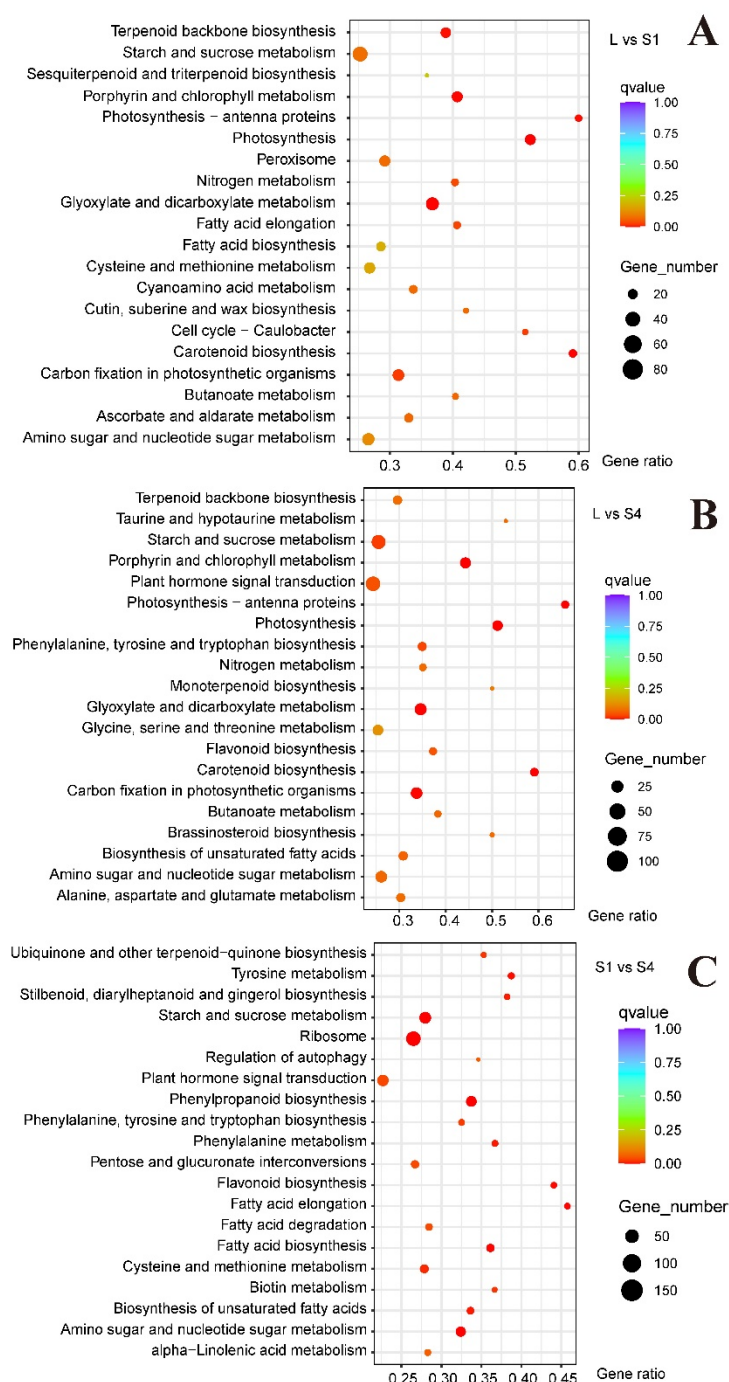 A
L vs S1
Terpenoid backbone biosynthesis
Starch and sucrose metabolism
Sesquiterpenoid and triterpenoid biosynthesis
Porphyrin and chlorophyll metabolism
Photosynthesis − antenna proteins
Photosynthesis
Peroxisome
Nitrogen metabolism
Glyoxylate and dicarboxylate metabolism
Fatty acid elongation
Fatty acid biosynthesis
Cysteine and methionine metabolism
Cyanoamino acid metabolism
Cutin, suberine and wax biosynthesis
Cell cycle − Caulobacter
Carotenoid biosynthesis
Carbon fixation in photosynthetic organisms
Butanoate metabolism
Ascorbate and aldarate metabolism
Amino sugar and nucleotide sugar metabolism
0.3 0.4 0.5 0.6
Gene ratio
qvalue
1.00
0.75
0.50
0.25
0.00
Gene_number
20
40
60
80
B
L vs S4
Terpenoid backbone biosynthesis
Taurine and hypotaurine metabolism
Starch and sucrose metabolism
Porphyrin and chlorophyll metabolism
Plant hormone signal transduction
Photosynthesis − antenna proteins
Photosynthesis
Phenylalanine, tyrosine and tryptophan biosynthesis
Nitrogen metabolism
Monoterpenoid biosynthesis
Glyoxylate and dicarboxylate metabolism
Glycine, serine and threonine metabolism
Flavonoid biosynthesis
Carotenoid biosynthesis
Carbon fixation in photosynthetic organisms
Butanoate metabolism
Brassinosteroid biosynthesis
Biosynthesis of unsaturated fatty acids
Amino sugar and nucleotide sugar metabolism
Alanine, aspartate and glutamate metabolism
0.3 0.4 0.5 0.6
Gene ratio
qvalue
1.00
0.75
0.50
0.25
0.00
Gene_number
25
50
75
100
C
S1 vs S4
Ubiquinone and other terpenoid−quinone biosynthesis
Tyrosine metabolism
Stilbenoid, diarylheptanoid and gingerol biosynthesis
Starch and sucrose metabolism
Ribosome
Regulation of autophagy
Plant hormone signal transduction
Phenylpropanoid biosynthesis
Phenylalanine, tyrosine and tryptophan biosynthesis
Phenylalanine metabolism
Pentose and glucuronate interconversions
Flavonoid biosynthesis
Fatty acid elongation
Fatty acid degradation
Fatty acid biosynthesis
Cysteine and methionine metabolism
Biotin metabolism
Biosynthesis of unsaturated fatty acids
Amino sugar and nucleotide sugar metabolism
alpha−Linolenic acid metabolism
0.25 0.30 0.35 0.40 0.45
Gene ratio
qvalue
1.00
0.75
0.50
0.25
0.00
Gene_number
50
100
150